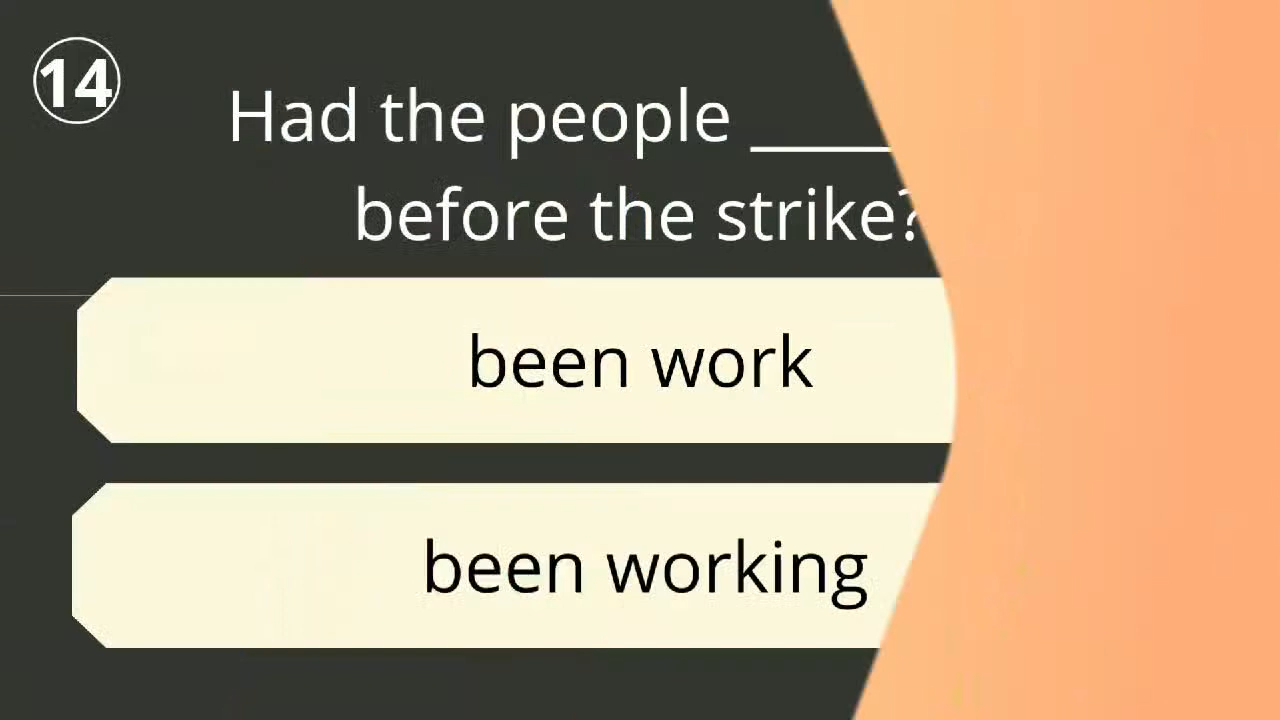 14
Had the people _____
before the strike?
been work
been working